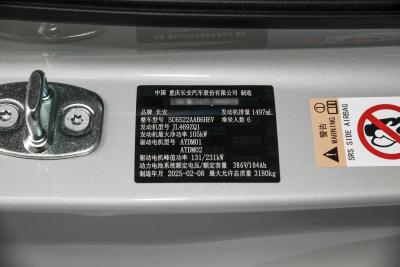 中国 重庆长安汽车股份有限公司 制造
品牌 长安 发动机排量 1497mL
整车型号 SC6522AAB6HEV 乘坐人数 6
发动机型号 JL469ZQ1
发动机最大净功率 105kW
驱动电机型号 ATDM01
ATDM02
驱动电机峰值功率 131/231kW
动力电池系统额定电压/额定容量 386V/104Ah
制造年月 2025-02-08 最大允许总质量 3180kg
警告
SRS SIDE AIRBAG